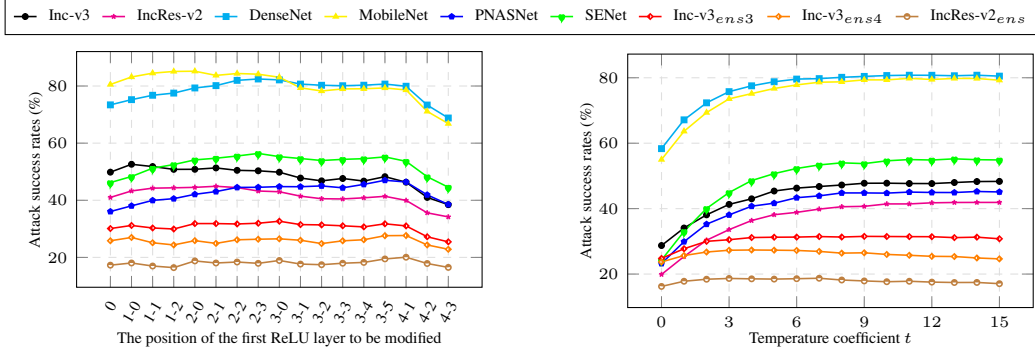 Inc-v3 IncRes-v2 DenseNet MobileNet PNASNet SENet Inc-v3ens3 Inc-v3ens4 IncRes-v2ens
Attack success rates (%)
80
60
40
20
0 1-0 1-1 1-2 2-0 2-1 2-2 2-3 3-0 3-1 3-2 3-3 3-4 3-5 4-1 4-2 4-3
The position of the first ReLU layer to be modified
Attack success rates (%)
80
60
40
20
0 3 6 9 12 15
Temperature coefficient t